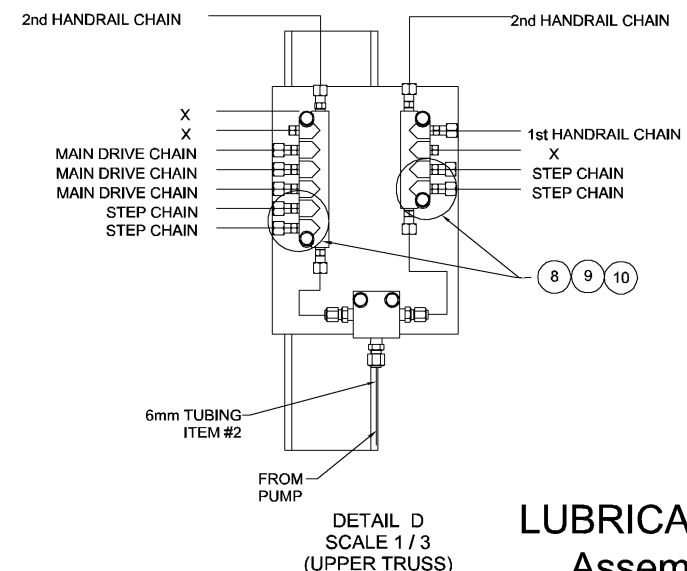 2nd HANDRAIL CHAIN
2nd HANDRAIL CHAIN
X
X
MAIN DRIVE CHAIN
MAIN DRIVE CHAIN
MAIN DRIVE CHAIN
STEP CHAIN
STEP CHAIN
1st HANDRAIL CHAIN
X
STEP CHAIN
STEP CHAIN
8 9 10
6mm TUBING
ITEM #2
FROM
PUMP
DETAIL D
SCALE 1 / 3
(UPPER TRUSS)
LUBRICA
Assem